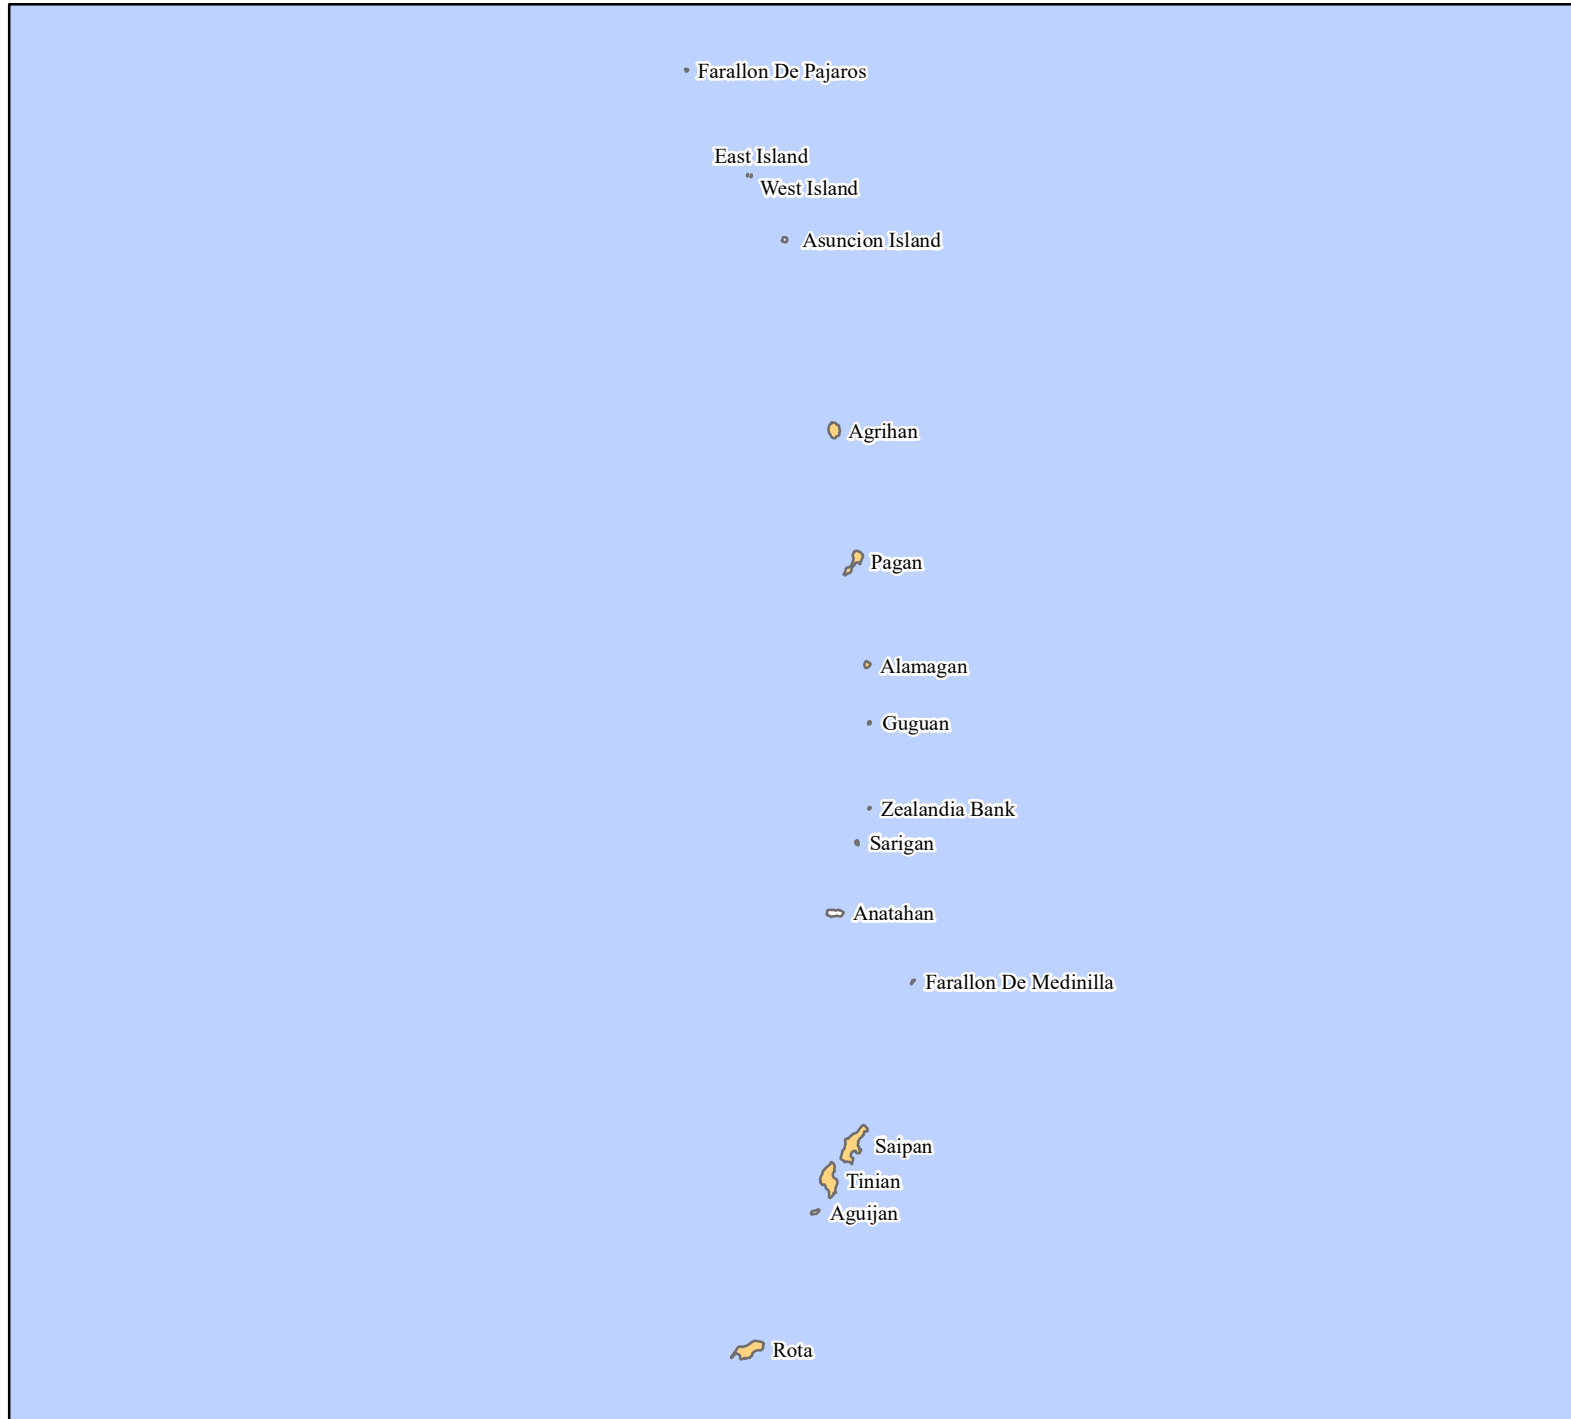 Farallon De Pajaros
East Island
West Island
Asuncion Island
Agrihan
Pagan
Alamagan
Guguan
Zealandia Bank
Sarigan
Anatahan
Farallon De Medinilla
Saipan
Tinian
Aguijan
Rota